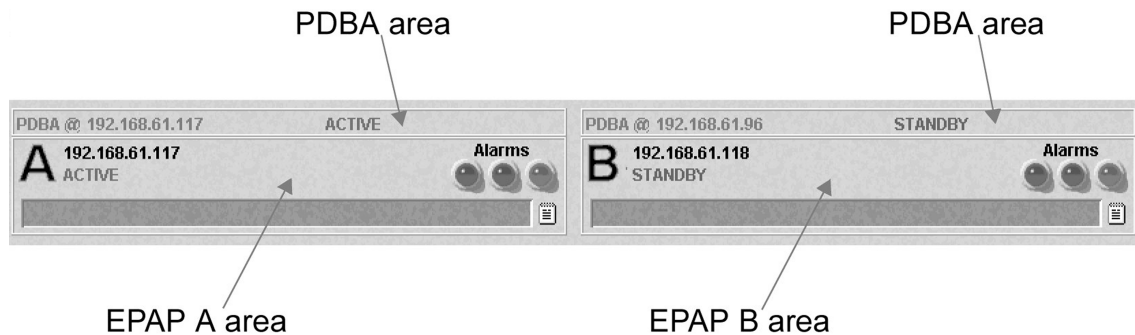 PDBA area PDBA area
PDBA @ 192.168.61.117 ACTIVE
A 192.168.61.117 Alarms
ACTIVE
PDBA @ 192.168.61.96 STANDBY
B 192.168.61.118 Alarms
STANDBY
EPAP A area EPAP B area